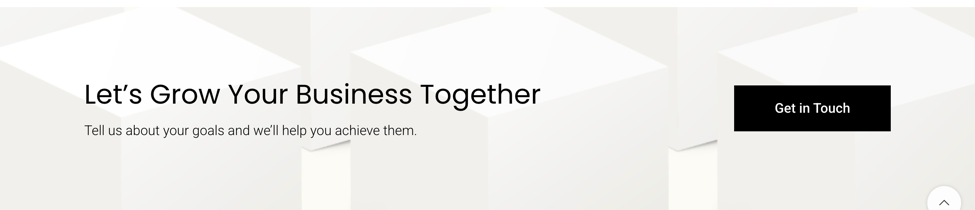 Let’s Grow Your Business Together
Tell us about your goals and we’ll help you achieve them.
Get in Touch